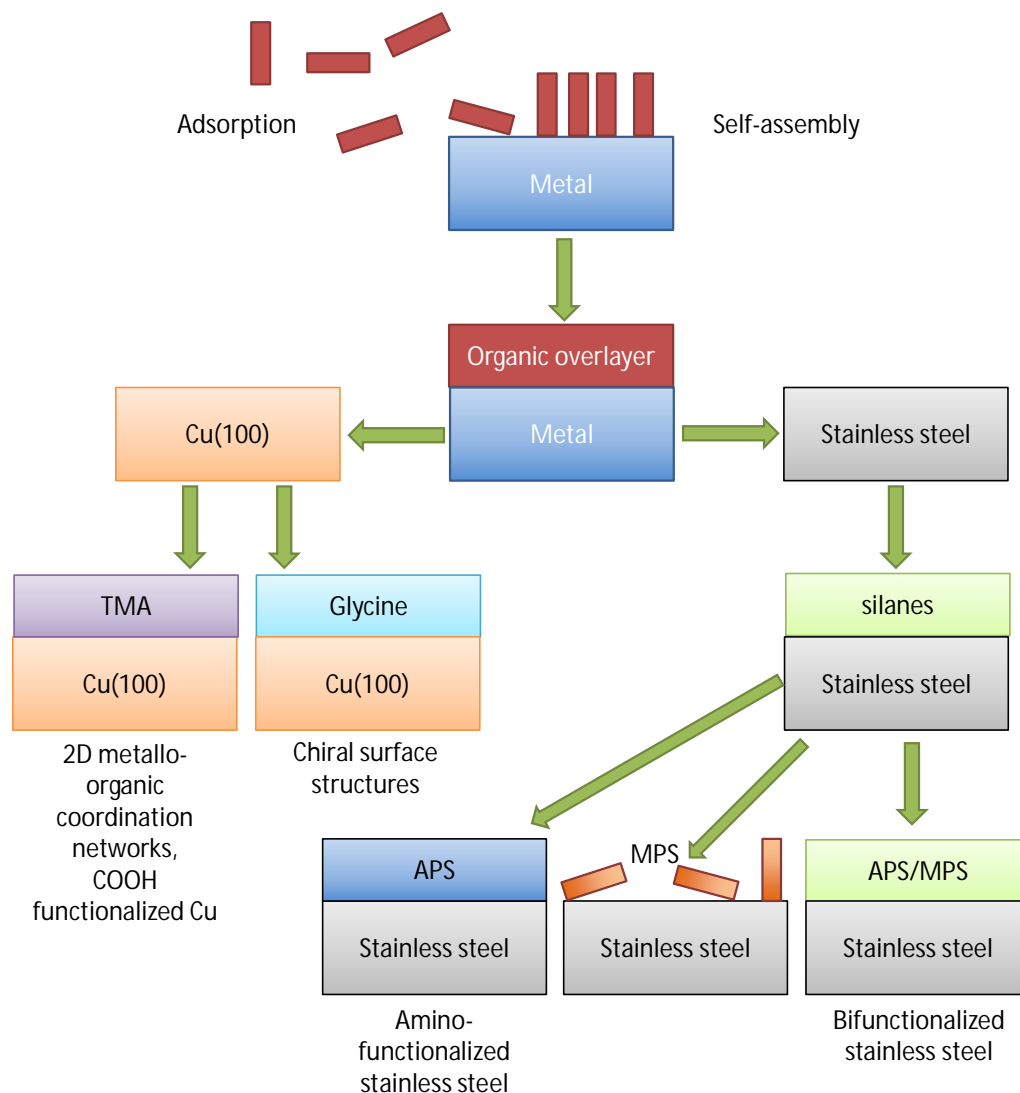 Adsorption
Self-assembly
Metal
Organic overlayer
Metal
Cu(100)
Stainless steel
TMA
Cu(100)
Glycine
Cu(100)
silanes
Stainless steel
2D metallo-
organic
coordination
networks,
COOH
functionalized Cu
Chiral surface
structures
APS
Stainless steel
MPS
Stainless steel
APS/MPS
Stainless steel
Amino-
functionalized
stainless steel
Bifunctionalized
stainless steel